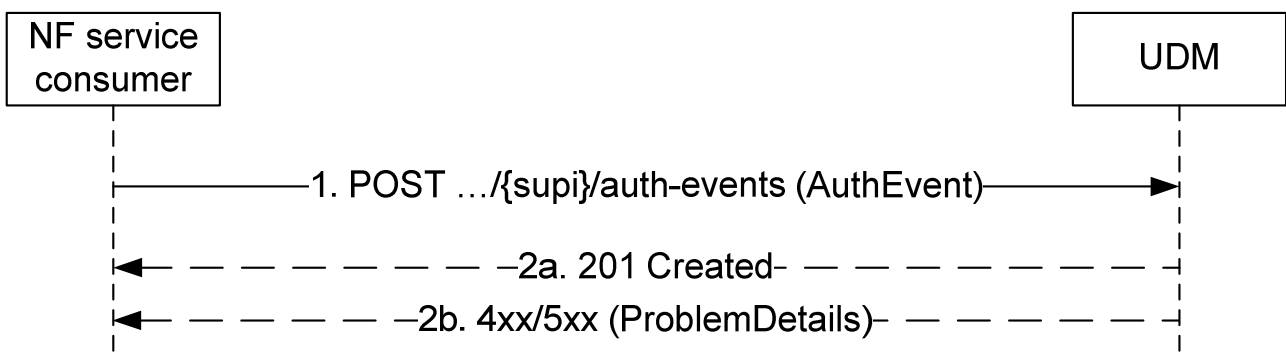 NF service
consumer
UDM
1. POST …/{supi}/auth-events (AuthEvent)
2a. 201 Created
2b. 4xx/5xx (ProblemDetails)